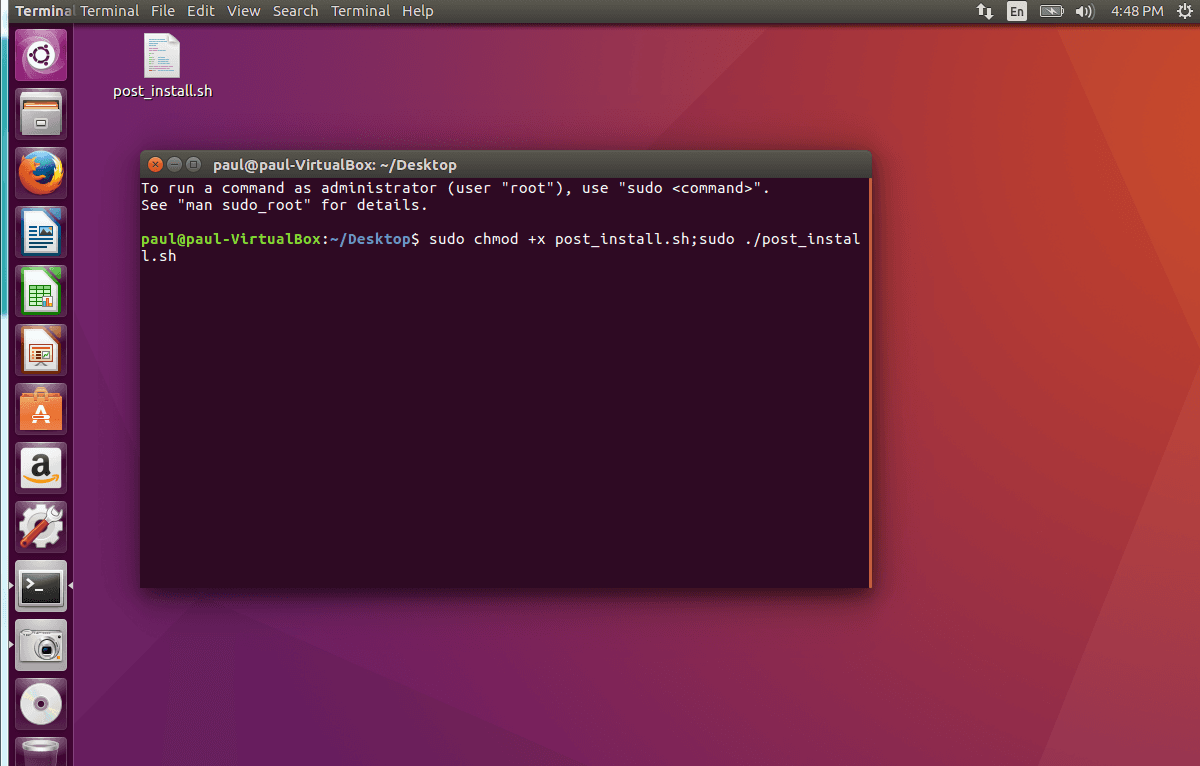 Terminal Terminal File Edit View Search Terminal Help En 4:48 PM
post_install.sh
paul@paul-VirtualBox: ~/Desktop
To run a command as administrator (user "root"), use "sudo <command>".
See "man sudo_root" for details.
paul@paul-VirtualBox:~/Desktop$ sudo chmod +x post_install.sh;sudo ./post_instal
l.sh